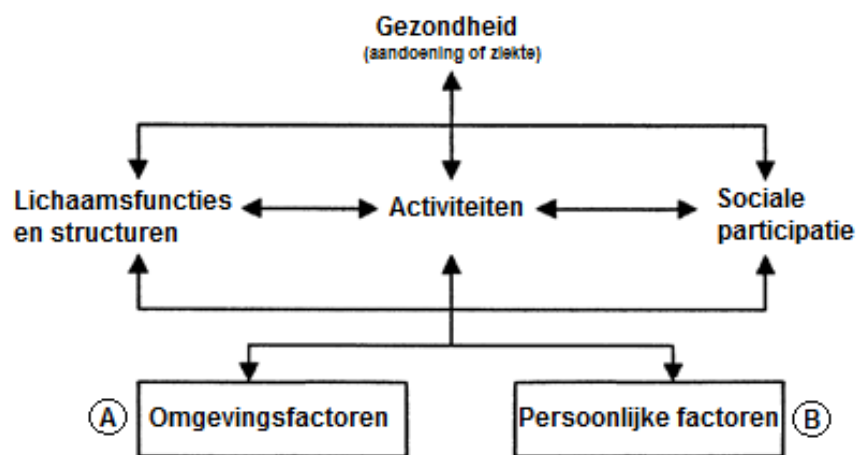 Gezondheid
(aandoening of ziekte)
Lichaamsfuncties
en structuren
Activiteiten
Sociale
participatie
A
Omgevingsfactoren
Persoonlijke factoren
B